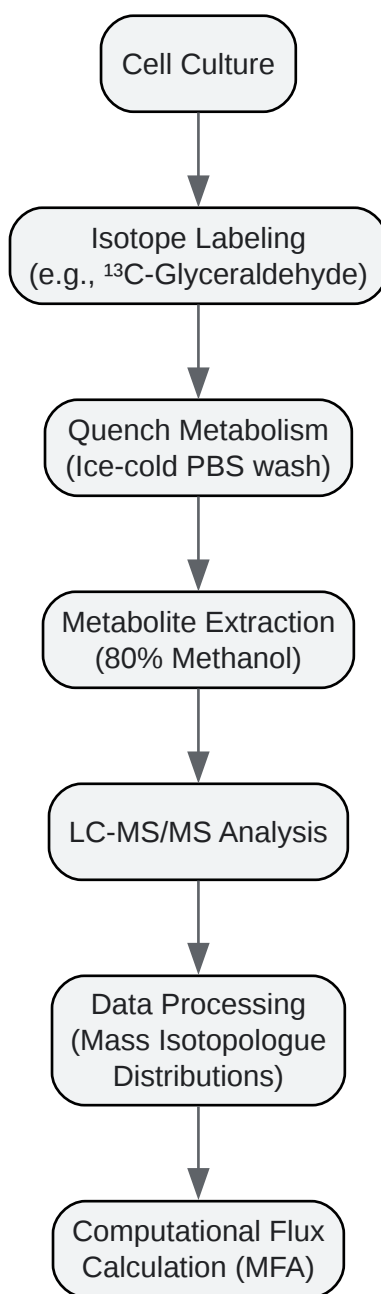 Cell Culture
Isotope Labeling
(e.g., ¹³C-Glyceraldehyde)
Quench Metabolism
(Ice-cold PBS wash)
Metabolite Extraction
(80% Methanol)
LC-MS/MS Analysis
Data Processing
(Mass Isotopologue
Distributions)
Computational Flux
Calculation (MFA)